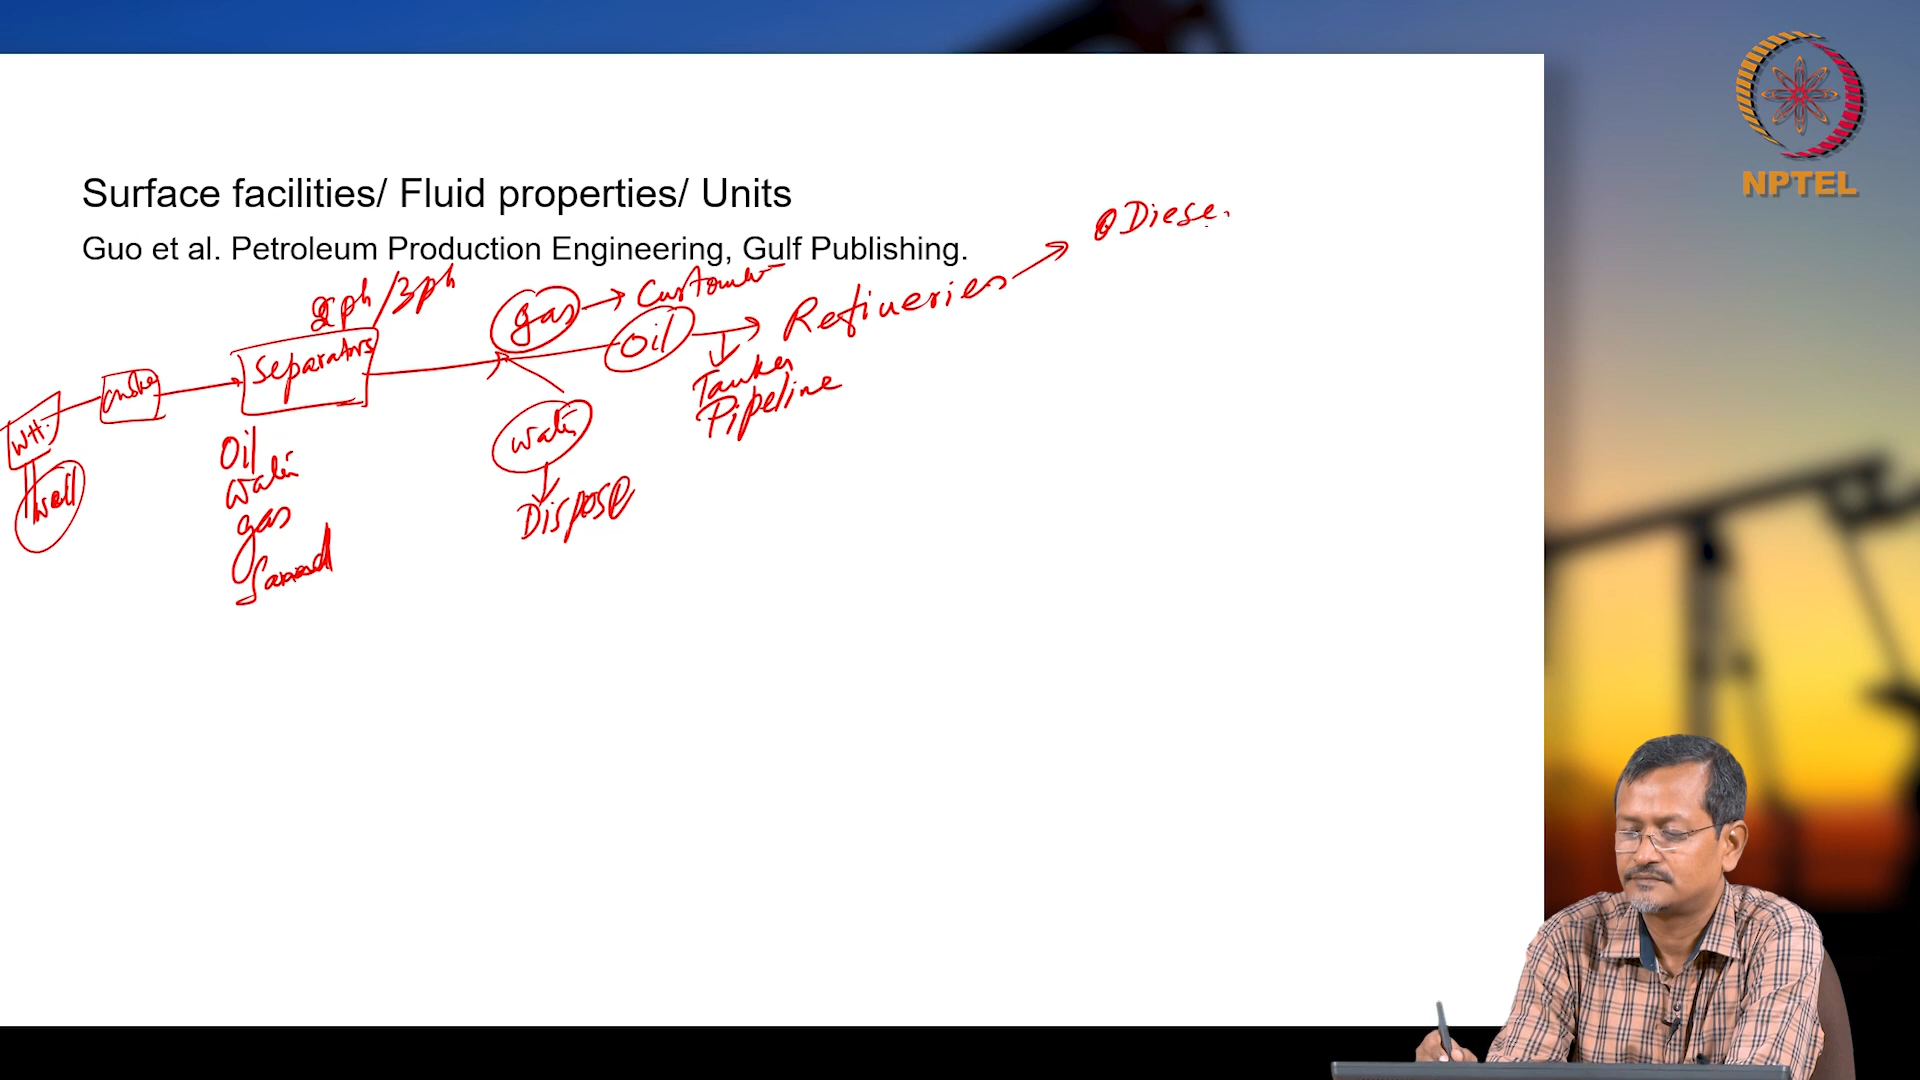 NPTEL
Surface facilities/ Fluid properties/ Units
Guo et al. Petroleum Production Engineering, Gulf Publishing.
Diese
2ph/3ph
gas
Customer
Oil
Refineries
Separators
Tanker
Pipeline
WH.
Well
water
Dispose
Oil
water
gas
Sand